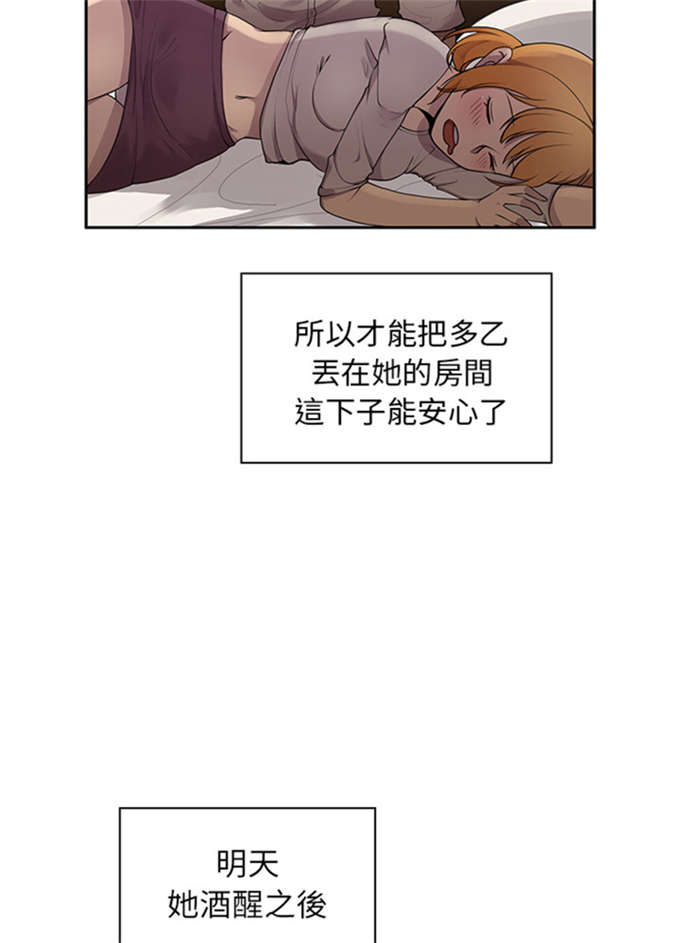 所以才能把多乙
丟在她的房間
這下子能安心了
明天
她酒醒之後